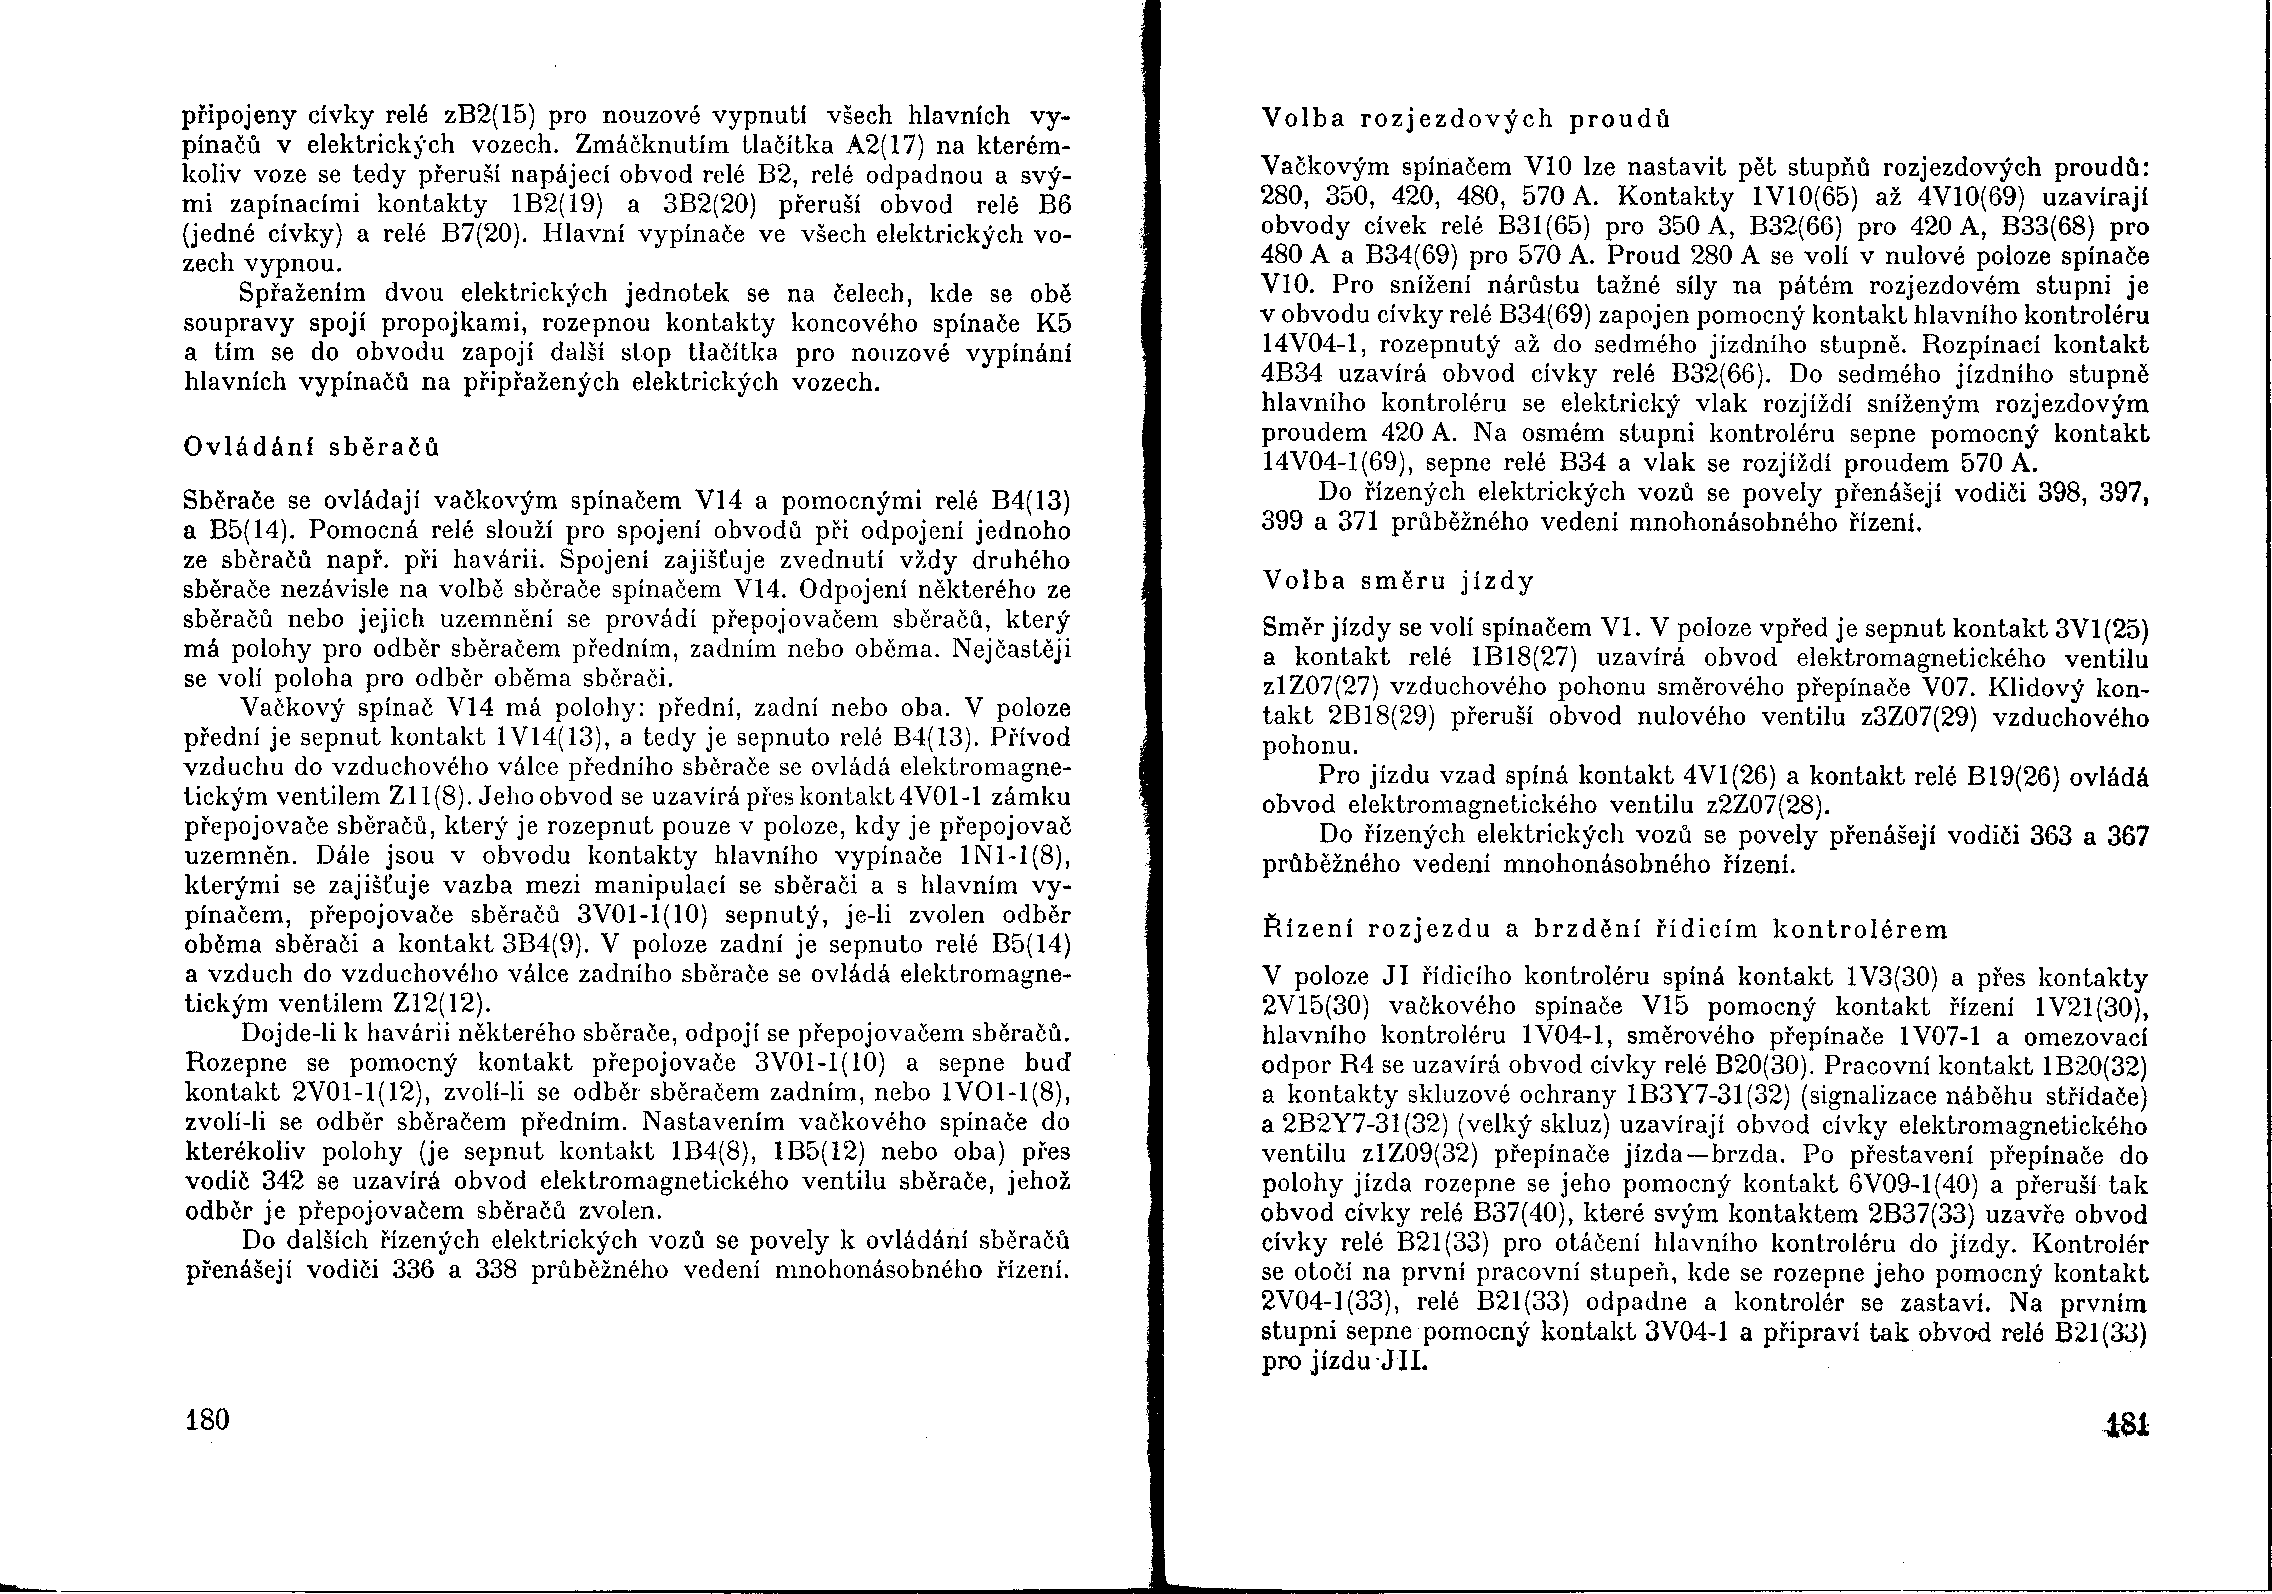 připojeny cívky relé zB2(15) pro nouzové vypnutí všech hlavních vy-
pínačů v elektrických vozech. Zmáčknutím tlačítka A2(17) na kterém-
koliv voze se tedy přeruší napájecí obvod relé B2, relé odpadnou a svý-
mi zapínacími kontakty 1B2(19) a 3B2(20) přeruší obvod relé B6
(jedné cívky) a relé B7(20). Hlavní vypínače ve všech elektrických vo-
zech vypnou.
Spřažením dvou elektrických jednotek se na čelech, kde se obě
soupravy spojí propojkami, rozepnou kontakty koncového spínače K5
a tím se do obvodu zapojí další stop tlačítka pro nouzové vypínání
hlavních vypínačů na připřažených elektrických vozech.
Ovládání sběračů
Sběrače se ovládají vačkovým spínačem V14 a pomocnými relé B4(13)
a B5(14). Pomocná relé slouží pro spojení obvodů při odpojení jednoho
ze sběračů např. při havárii. Spojení zajišťuje zvednutí vždy druhého
sběrače nezávisle na volbě sběrače spínačem V14. Odpojení některého ze
sběračů nebo jejich uzemnění se provádí přepojovačem sběračů, který
má polohy pro odběr sběračem předním, zadním nebo oběma. Nejčastěji
se volí poloha pro odběr oběma sběrači.
Vačkový spínač V14 má polohy: přední, zadní nebo oba. V poloze
přední je sepnut kontakt 1V14(13), a tedy je sepnuto relé B4(13). Přívod
vzduchu do vzduchového válce předního sběrače se ovládá elektromagne-
tickým ventilem Z11(8). Jeho obvod se uzavírá přes kontakt 4V01-1 zámku
přepojovače sběračů, který je rozepnut pouze v poloze, kdy je přepojovač
uzemněn. Dále jsou v obvodu kontakty hlavního vypínače 1N1-1(8),
kterými se zajišťuje vazba mezi manipulací se sběrači a s hlavním vy-
pínačem, přepojovače sběračů 3V01-1(10) sepnutý, je-li zvolen odběr
oběma sběrači a kontakt 3B4(9). V poloze zadní je sepnuto relé B5(14)
a vzduch do vzduchového válce zadního sběrače se ovládá elektromagne-
tickým ventilem Z12(12).
Dojde-li k havárii některého sběrače, odpojí se přepojovačem sběračů.
Rozepne se pomocný kontakt přepojovače 3V01-1(10) a sepne buď
kontakt 2V01-1(12), zvolí-li se odběr sběračem zadním, nebo 1VO1-1(8),
zvolí-li se odběr sběračem předním. Nastavením vačkového spínače do
kterékoliv polohy (je sepnut kontakt 1B4(8), 1B5(12) nebo oba) přes
vodič 342 se uzavírá obvod elektromagnetického ventilu sběrače, jehož
odběr je přepojovačem sběračů zvolen.
Do dalších řízených elektrických vozů se povely k ovládání sběračů
přenášejí vodiči 336 a 338 průběžného vedení mnohonásobného řízení.
180
Volba rozjezdových proudů
Vačkovým spínačem V10 lze nastavit pět stupňů rozjezdových proudů:
280, 350, 420, 480, 570 A. Kontakty 1V10(65) až 4V10(69) uzavírají
obvody cívek relé B31(65) pro 350 A, B32(66) pro 420 A, B33(68) pro
480 A a B34(69) pro 570 A. Proud 280 A se volí v nulové poloze spínače
V10. Pro snížení nárůstu tažné síly na pátém rozjezdovém stupni je
v obvodu cívky relé B34(69) zapojen pomocný kontakt hlavního kontroléru
14V04-1, rozepnutý až do sedmého jízdního stupně. Rozpínací kontakt
4B34 uzavírá obvod cívky relé B32(66). Do sedmého jízdního stupně
hlavního kontroléru se elektrický vlak rozjíždí sníženým rozjezdovým
proudem 420 A. Na osmém stupni kontroléru sepne pomocný kontakt
14V04-1(69), sepne relé B34 a vlak se rozjíždí proudem 570 A.
Do řízených elektrických vozů se povely přenášejí vodiči 398, 397,
399 a 371 průběžného vedení mnohonásobného řízení.
Volba směru jízdy
Směr jízdy se volí spínačem V1. V poloze vpřed je sepnut kontakt 3V1(25)
a kontakt relé 1B18(27) uzavírá obvod elektromagnetického ventilu
z1Z07(27) vzduchového pohonu směrového přepínače V07. Klidový kon-
takt 2B18(29) přeruší obvod nulového ventilu z3Z07(29) vzduchového
pohonu.
Pro jízdu vzad spíná kontakt 4V1(26) a kontakt relé B19(26) ovládá
obvod elektromagnetického ventilu z2Z07(28).
Do řízených elektrických vozů se povely přenášejí vodiči 363 a 367
průběžného vedení mnohonásobného řízení.
Řízení rozjezdu a brzdění řídicím kontrolérem
V poloze JI řídicího kontroléru spíná kontakt 1V3(30) a přes kontakty
2V15(30) vačkového spínače V15 pomocný kontakt řízení 1V21(30),
hlavního kontroléru 1V04-1, směrového přepínače 1V07-1 a omezovací
odpor R4 se uzavírá obvod cívky relé B20(30). Pracovní kontakt 1B20(32)
a kontakty skluzové ochrany 1B3Y7-31(32) (signalizace náběhu střídače)
a 2B2Y7-31(32) (velký skluz) uzavírají obvod cívky elektromagnetického
ventilu z1Z09(32) přepínače jízda—brzda. Po přestavení přepínače do
polohy jízda rozepne se jeho pomocný kontakt 6V09-1(40) a přeruší tak
obvod cívky relé B37(40), které svým kontaktem 2B37(33) uzavře obvod
cívky relé B21(33) pro otáčení hlavního kontroléru do jízdy. Kontrolér
se otočí na první pracovní stupeň, kde se rozepne jeho pomocný kontakt
2V04-1(33), relé B21(33) odpadne a kontrolér se zastaví. Na prvním
stupni sepne pomocný kontakt 3V04-1 a připraví tak obvod relé B21(33)
pro jízdu JII.
181